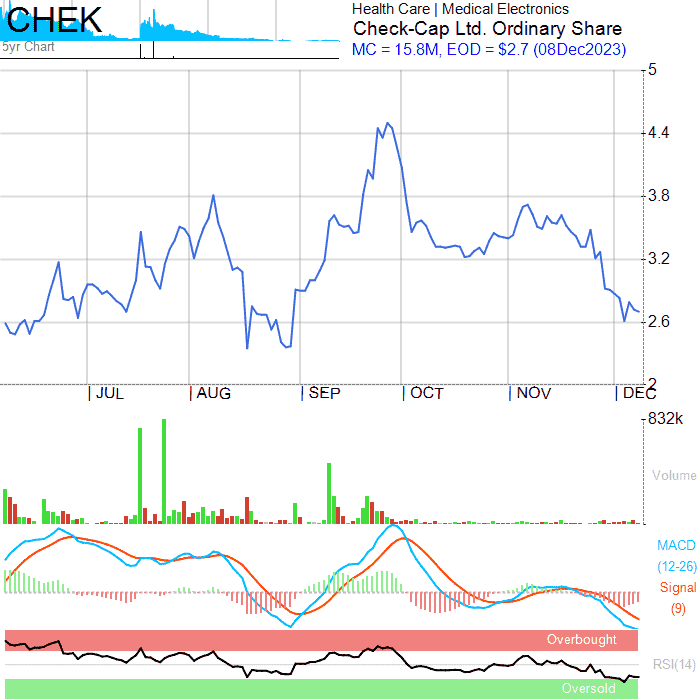 CHEK
5yr Chart
Health Care | Medical Electronics
Check-Cap Ltd. Ordinary Share
MC = 15.8M, EOD = $2.7 (08Dec2023)
5
4.4
3.8
3.2
2.6
2
JUL AUG SEP OCT NOV DEC
832k
Volume
MACD
(12-26)
Signal
(9)
Overbought
RSI(14)
Oversold